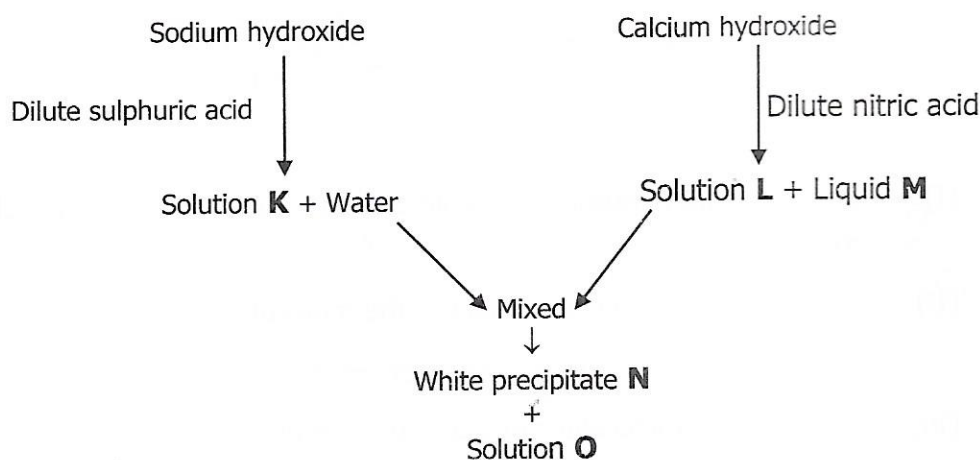 Sodium hydroxide
Calcium hydroxide
Dilute sulphuric acid
Dilute nitric acid
Solution K + Water
Solution L + Liquid M
Mixed
↓
White precipitate N
+
Solution O